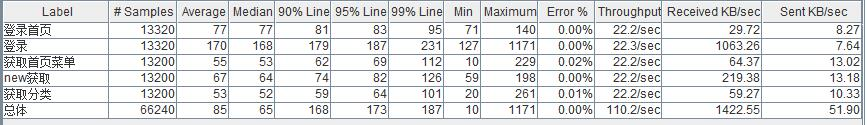 Label # Samples Average Median 90% Line 95% Line 99% Line Min Maximum Error % Throughput Received KB/sec Sent KB/sec
登录首页 13320 77 77 81 83 95 71 140 0.00% 22.2/sec 29.72 8.27
登录 13320 170 168 179 187 231 127 1171 0.00% 22.3/sec 1063.26 7.64
获取首页菜单 13200 55 53 62 69 112 10 229 0.02% 22.2/sec 64.37 13.02
new获取 13200 67 64 74 82 126 59 198 0.00% 22.3/sec 219.38 13.18
获取分类 13200 53 52 59 64 101 20 261 0.01% 22.2/sec 59.27 10.33
总体 66240 85 65 168 173 187 10 1171 0.00% 110.2/sec 1422.55 51.90